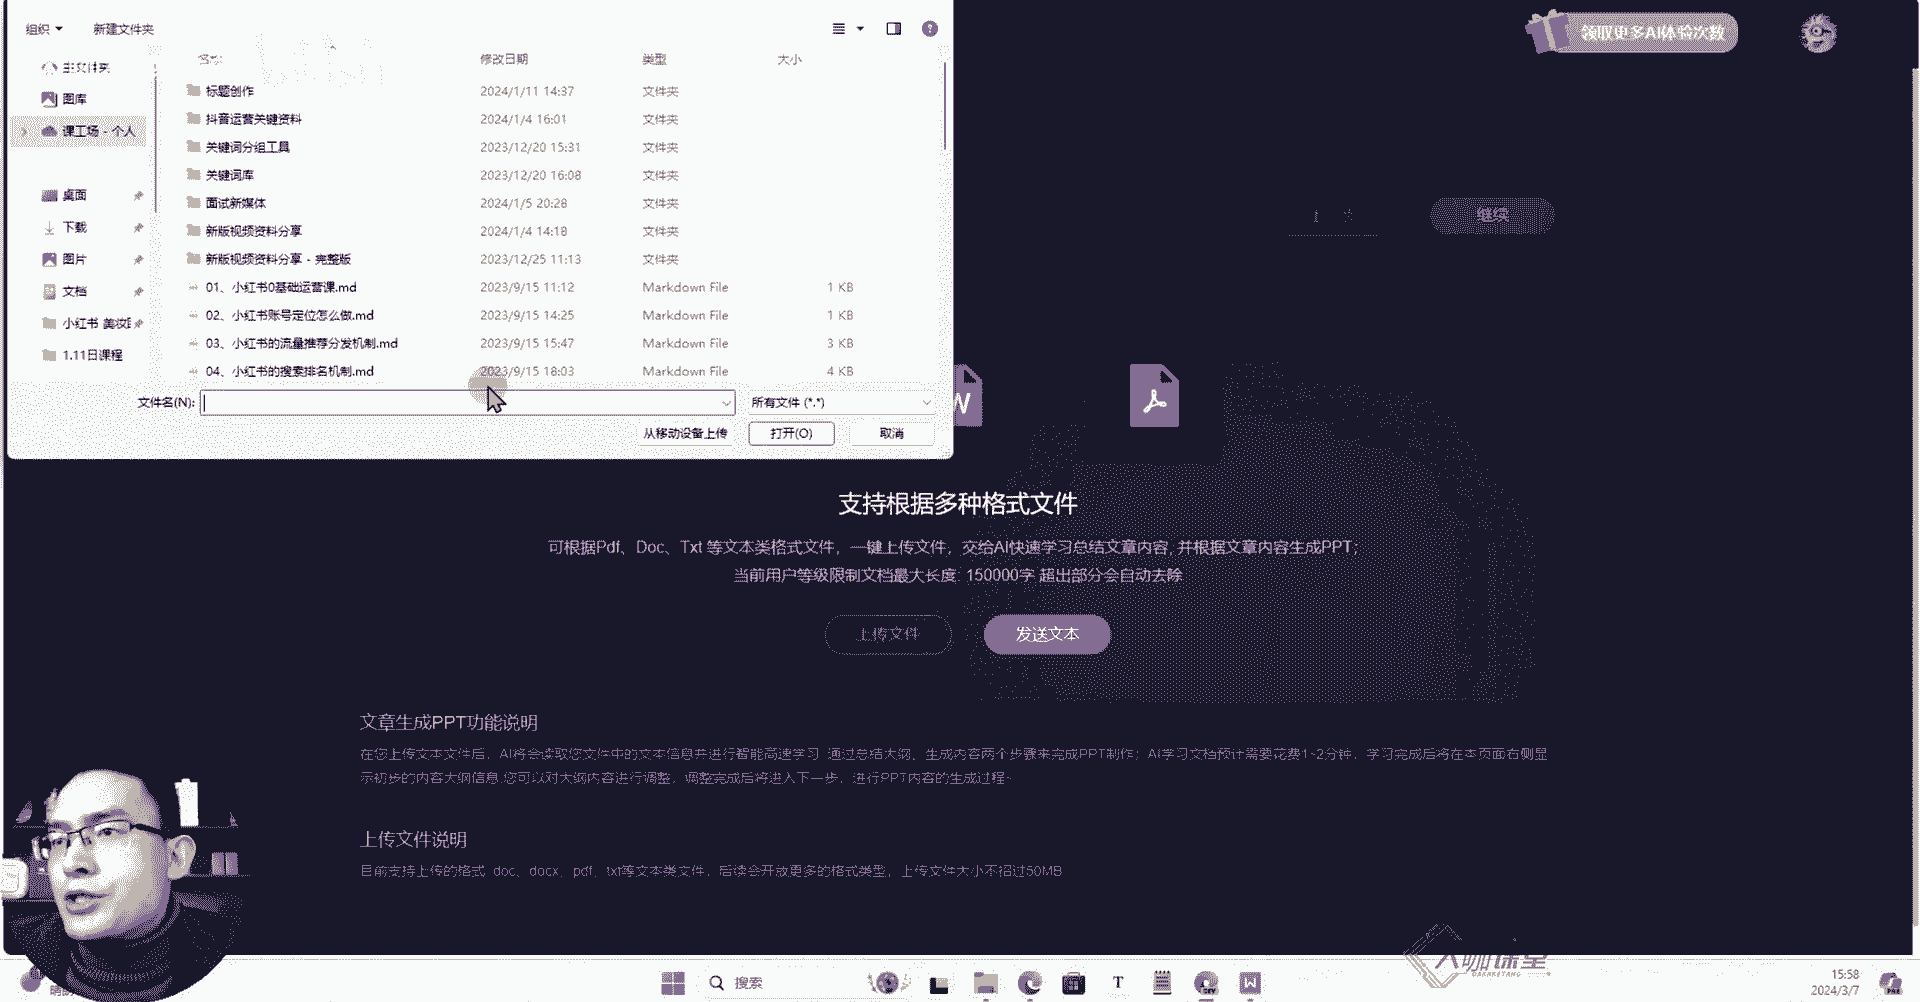 组织
新建文件夹
领取更多AI体验次数
名称
修改日期
类型
大小
主文件夹
图库
课工场 - 个人
桌面
下载
图片
文档
小红书 美妆
1.11日课程
标题创作 2024/1/11 14:37 文件夹
抖音运营关键资料 2024/1/4 16:01 文件夹
关键词分组工具 2023/12/20 15:31 文件夹
关键词库 2023/12/20 16:08 文件夹
面试新媒体 2024/1/5 20:28 文件夹
新版视频资料分享 2024/1/4 14:18 文件夹
新版视频资料分享 - 完整版 2023/12/25 11:13 文件夹
01、小红书0基础运营课.md 2023/9/15 11:12 Markdown File 1 KB
02、小红书账号定位怎么做.md 2023/9/15 14:25 Markdown File 1 KB
03、小红书的流量推荐分发机制.md 2023/9/15 15:47 Markdown File 3 KB
04、小红书的搜索排名机制.md 2023/9/15 18:03 Markdown File 4 KB
文件名(N):
所有文件 (*.*)
从移动设备上传
打开(O)
取消
继续
W
支持根据多种格式文件
可根据Pdf、Doc、Txt 等文本类格式文件，一键上传文件，交给AI快速学习总结文章内容, 并根据文章内容生成PPT；
当前用户等级限制文档最大长度: 150000字 超出部分会自动去除
上传文件
发送文本
文章生成PPT功能说明
在您上传文本文件后，AI将会读取您文件中的文本信息并进行智能高速学习 通过总结大纲、生成内容两个步骤来完成PPT制作；AI学习文档预计需要花费1~2分钟，学习完成后将在本页面右侧显
示初步的内容大纲信息,您可以对大纲内容进行调整，调整完成后将进入下一步，进行PPT内容的生成过程~
上传文件说明
目前支持上传的格式 doc、docx、pdf、txt等文本类文件，后续会开放更多的格式类型，上传文件大小不超过50MB
大咖课堂
DAKAKETANG
搜索
T
W
15:58
2024/3/7